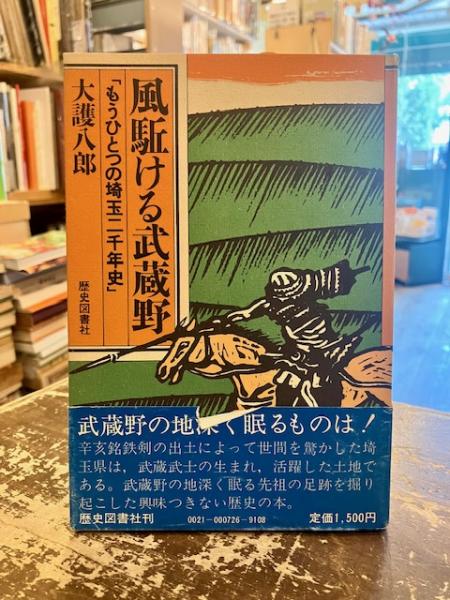 風駈ける武蔵野
「もうひとつの埼玉二千年史」
大護八郎
歴史図書社
武蔵野の地深く眠るものは!
辛亥銘鉄剣の出土によって世間を驚かした埼
玉県は,武蔵武士の生まれ,活躍した土地で
ある。武蔵野の地深く眠る先祖の足跡を掘り
起こした興味つきない歴史の本。
歴史図書社刊
0021-000726-9108
定価1,500円